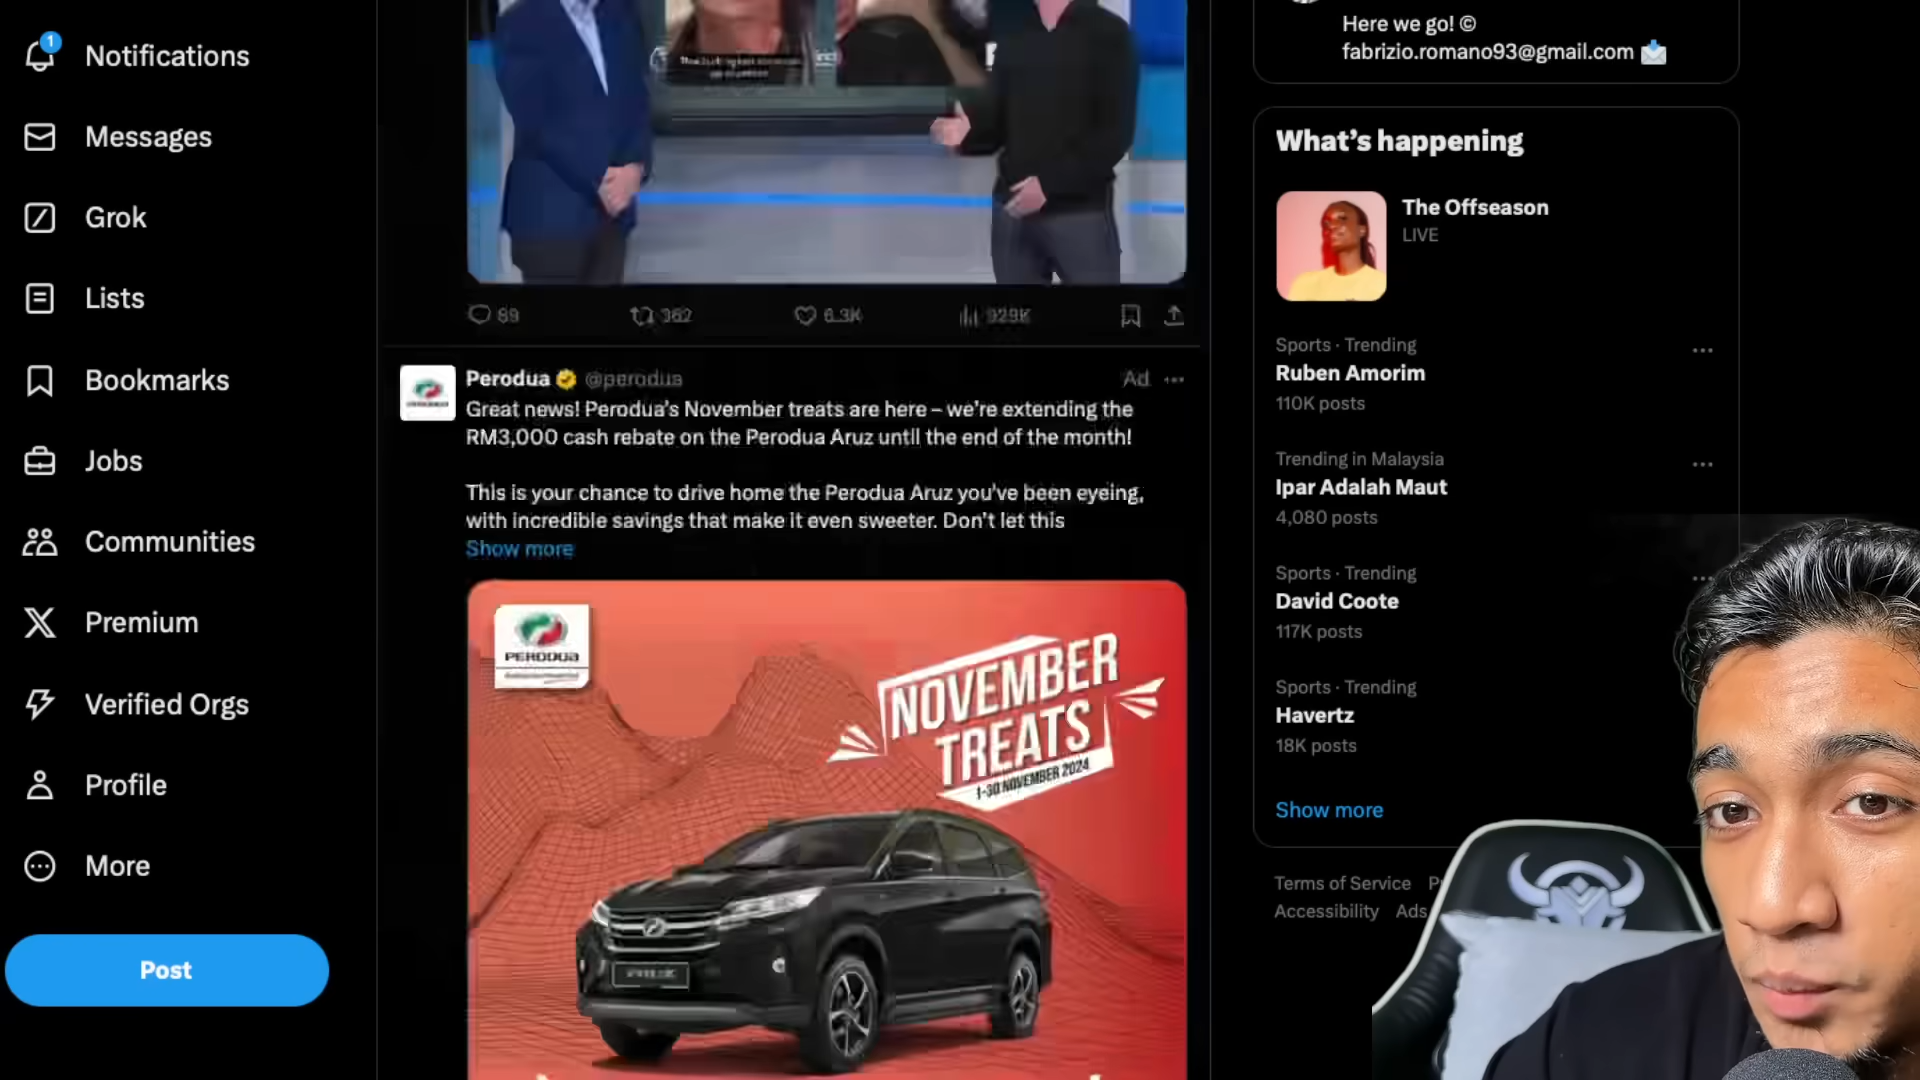 1
Notifications
Messages
Grok
Lists
Bookmarks
Jobs
Communities
Premium
Verified Orgs
Profile
More
Post
89
362
6.3K
929K
Perodua @perodua
Ad
Great news! Perodua’s November treats are here – we’re extending the
RM3,000 cash rebate on the Perodua Aruz until the end of the month!
This is your chance to drive home the Perodua Aruz you’ve been eyeing,
with incredible savings that make it even sweeter. Don’t let this
Show more
PERODUA
NOVEMBER
TREATS
1-30 NOVEMBER 2024
Here we go! ©
fabrizio.romano93@gmail.com
What’s happening
The Offseason
LIVE
Sports · Trending
Ruben Amorim
110K posts
Trending in Malaysia
Ipar Adalah Maut
4,080 posts
Sports · Trending
David Coote
117K posts
Sports · Trending
Havertz
18K posts
Show more
Terms of Service
Accessibility Ads